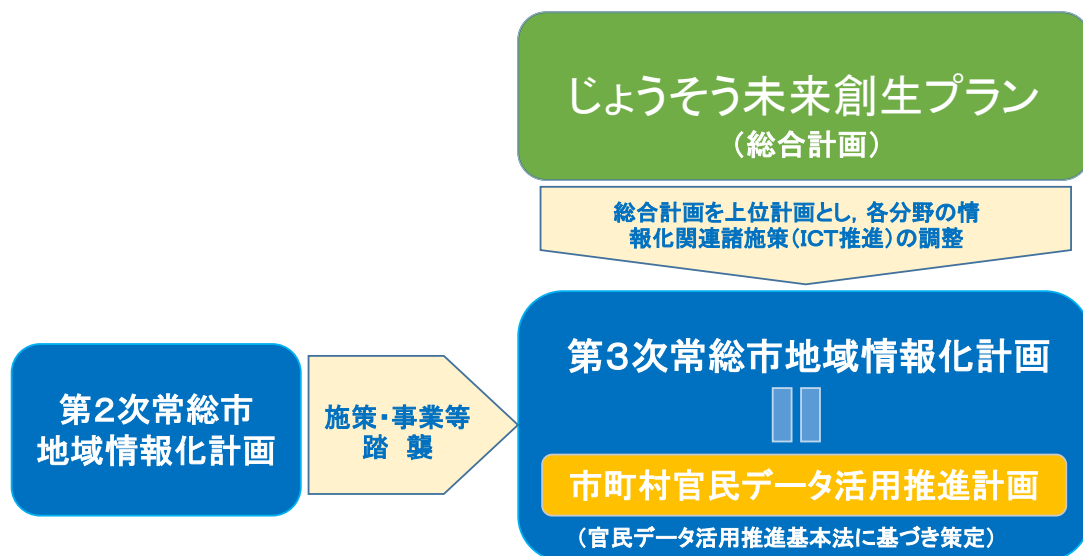 じょうそう未来創生プラン
（総合計画）
総合計画を上位計画とし，各分野の情
報化関連諸施策（ICT推進）の調整
第２次常総市
地域情報化計画
施策・事業等
踏　襲
第３次常総市地域情報化計画
市町村官民データ活用推進計画
（官民データ活用推進基本法に基づき策定）